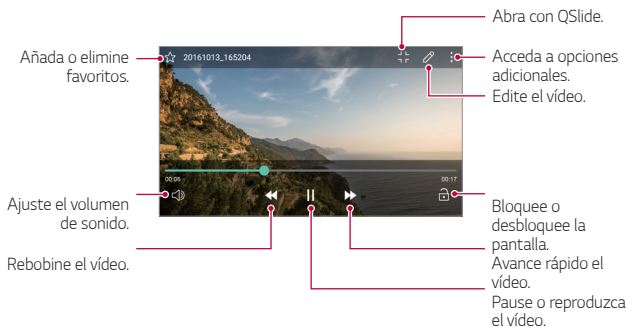 Abra con QSlide.
Añada o elimine
favoritos.
20161013_165204
Acceda a opciones
adicionales.
Edite el vídeo.
00:06
00:17
Ajuste el volumen
de sonido.
Bloquee o
desbloquee la
pantalla.
Rebobine el vídeo.
Avance rápido el
vídeo.
Pause o reproduzca
el vídeo.